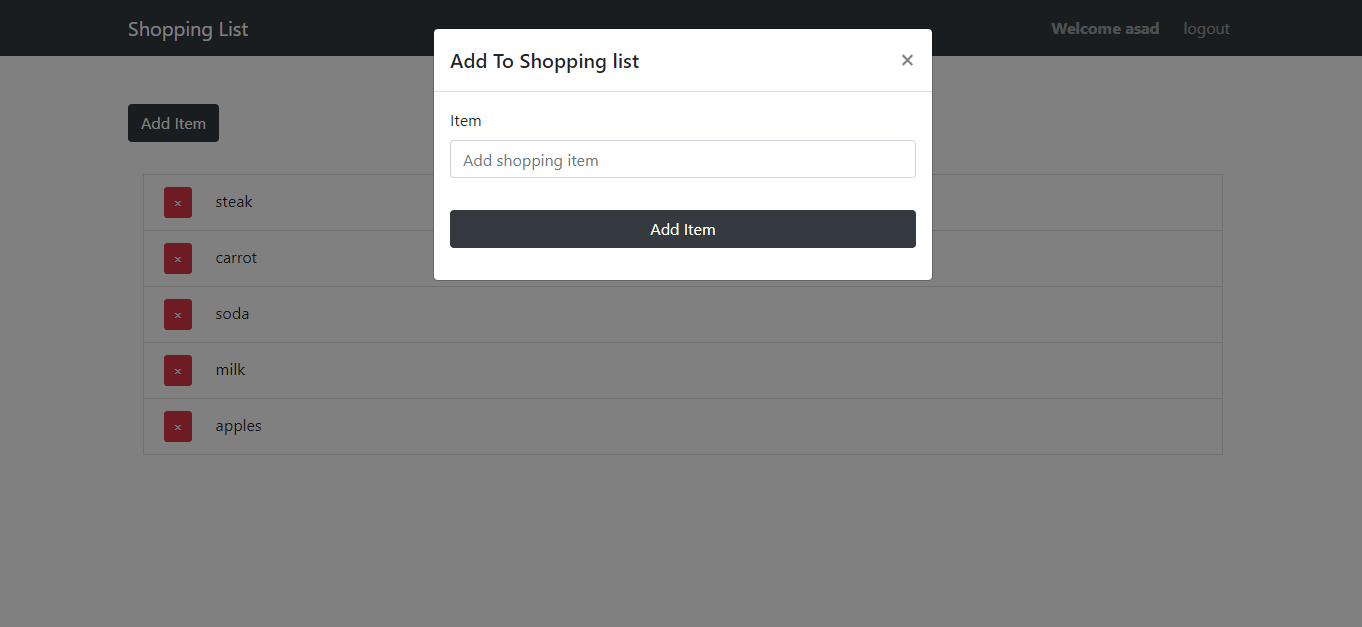 Shopping List
Welcome asad logout
Add To Shopping list ×
Item
Add shopping item
Add Item
Add Item
× steak
× carrot
× soda
× milk
× apples